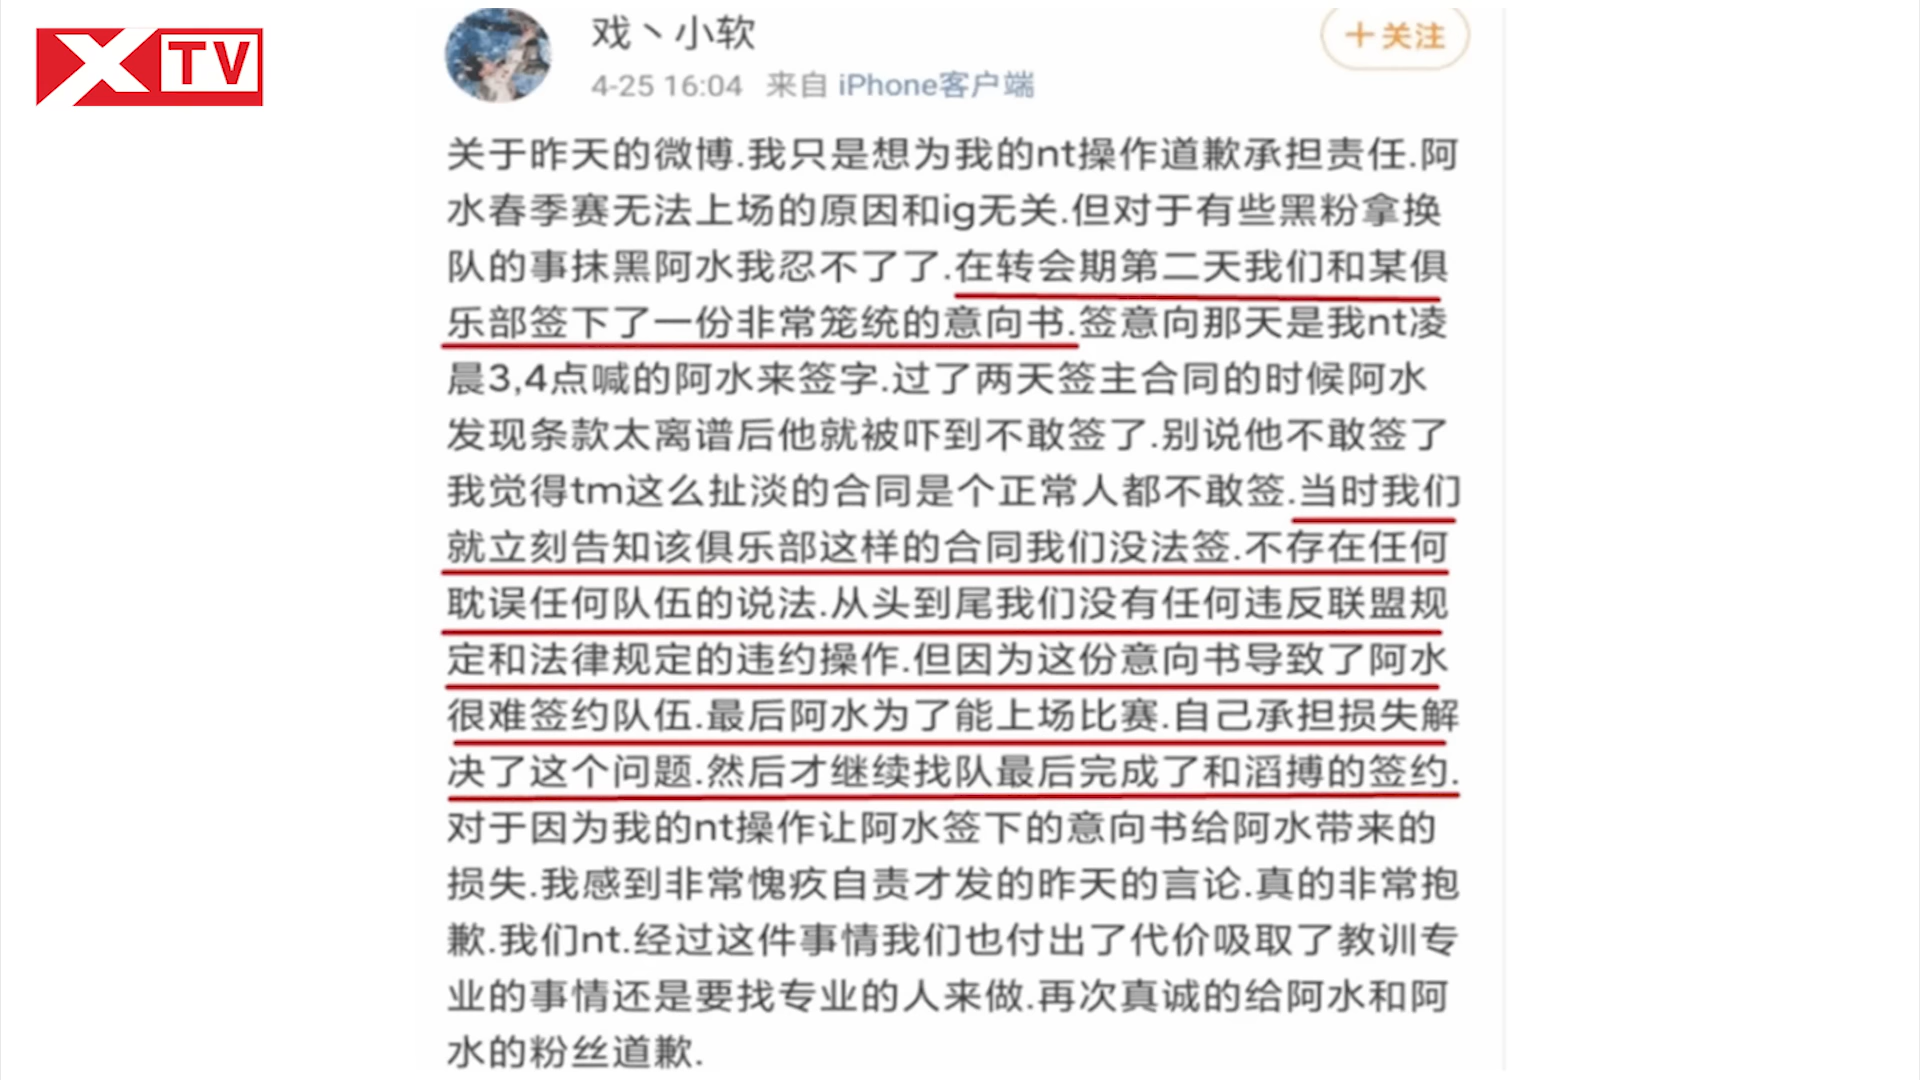 XTV
戏丶小软
+关注
4-25 16:04 来自 iPhone客户端
关于昨天的微博.我只是想为我的nt操作道歉承担责任.阿
水春季赛无法上场的原因和ig无关.但对于有些黑粉拿换
队的事抹黑阿水我忍不了了.在转会期第二天我们和某俱
乐部签下了一份非常笼统的意向书.签意向那天是我nt凌
晨3,4点喊的阿水来签字.过了两天签主合同的时候阿水
发现条款太离谱后他就被吓到不敢签了.别说他不敢签了
我觉得tm这么扯淡的合同是个正常人都不敢签.当时我们
就立刻告知该俱乐部这样的合同我们没法签.不存在任何
耽误任何队伍的说法.从头到尾我们没有任何违反联盟规
定和法律规定的违约操作.但因为这份意向书导致了阿水
很难签约队伍.最后阿水为了能上场比赛.自己承担损失解
决了这个问题.然后才继续找队最后完成了和滔搏的签约.
对于因为我的nt操作让阿水签下的意向书给阿水带来的
损失.我感到非常愧疚自责才发的昨天的言论.真的非常抱
歉.我们nt.经过这件事情我们也付出了代价吸取了教训专
业的事情还是要找专业的人来做.再次真诚的给阿水和阿
水的粉丝道歉.